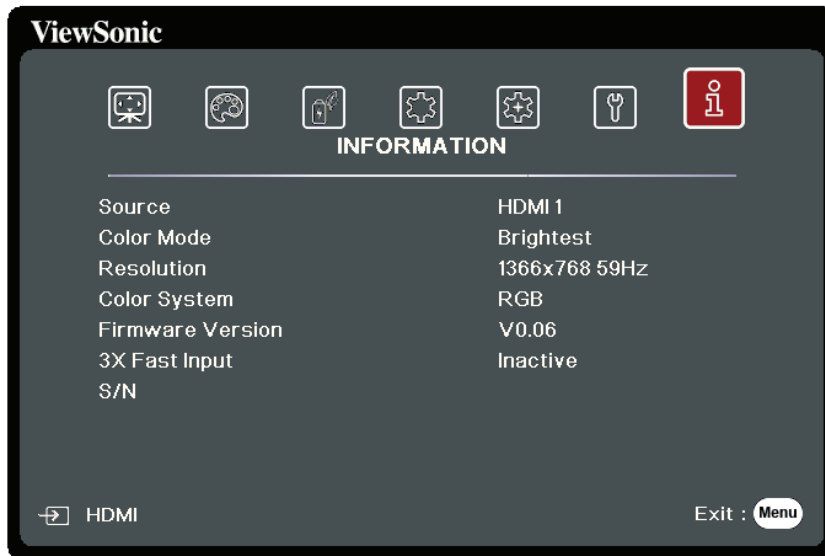 ViewSonic
INFORMATION
Source HDMI 1
Color Mode Brightest
Resolution 1366x768 59Hz
Color System RGB
Firmware Version V0.06
3X Fast Input Inactive
S/N
HDMI Exit : Menu